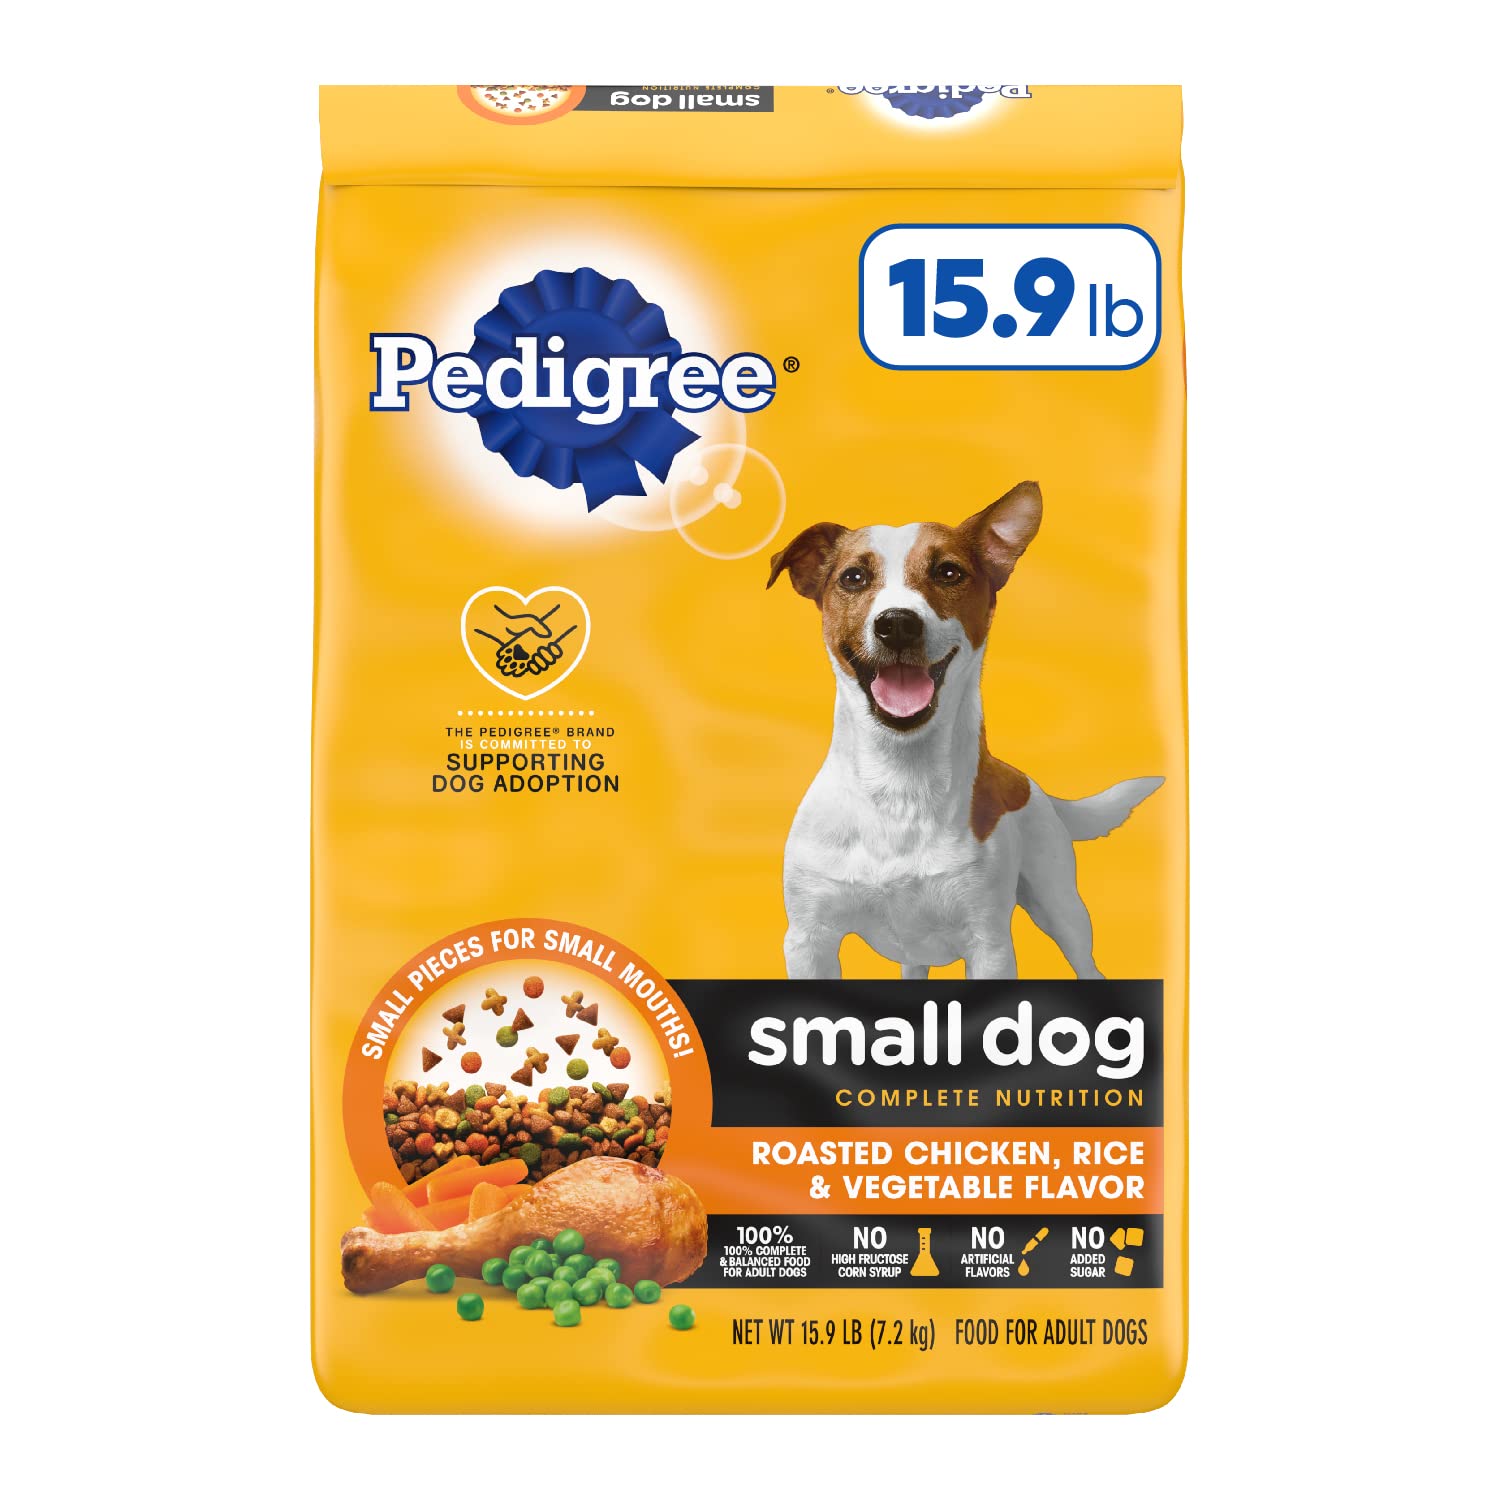 small dog
COMPLETE NUTRITION
Pedigree®
15.9 lb
Pedigree®
THE PEDIGREE® BRAND
IS COMMITTED TO
SUPPORTING
DOG ADOPTION
SMALL PIECES FOR SMALL MOUTHS!
small dog
COMPLETE NUTRITION
ROASTED CHICKEN, RICE
& VEGETABLE FLAVOR
100%
100% COMPLETE
& BALANCED FOOD
FOR ADULT DOGS
NO
HIGH FRUCTOSE
CORN SYRUP
NO
ARTIFICIAL
FLAVORS
NO
ADDED
SUGAR
NET WT 15.9 LB (7.2 kg) FOOD FOR ADULT DOGS